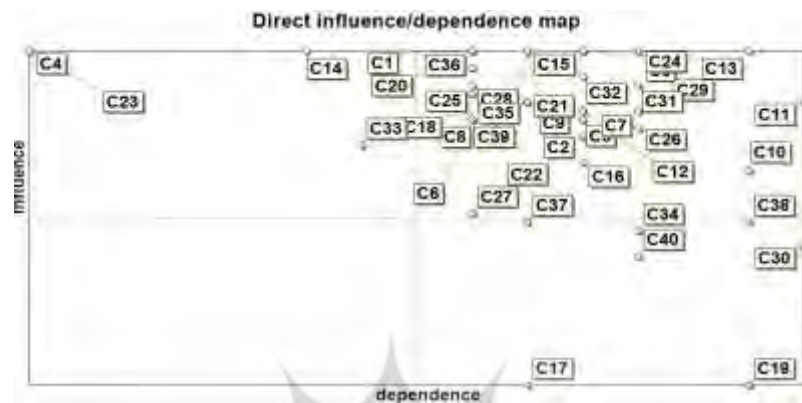 Direct influence/dependence map
C4
C23
C14
C1
C20
C36
C15
C24
C13
C25
C28
C35
C21
C32
C31
C29
C11
C33
C18
C8
C39
C9
C7
C26
C2
C10
C6
C22
C16
C12
C27
C37
C34
C38
C40
C30
C17
C19
influence
dependence